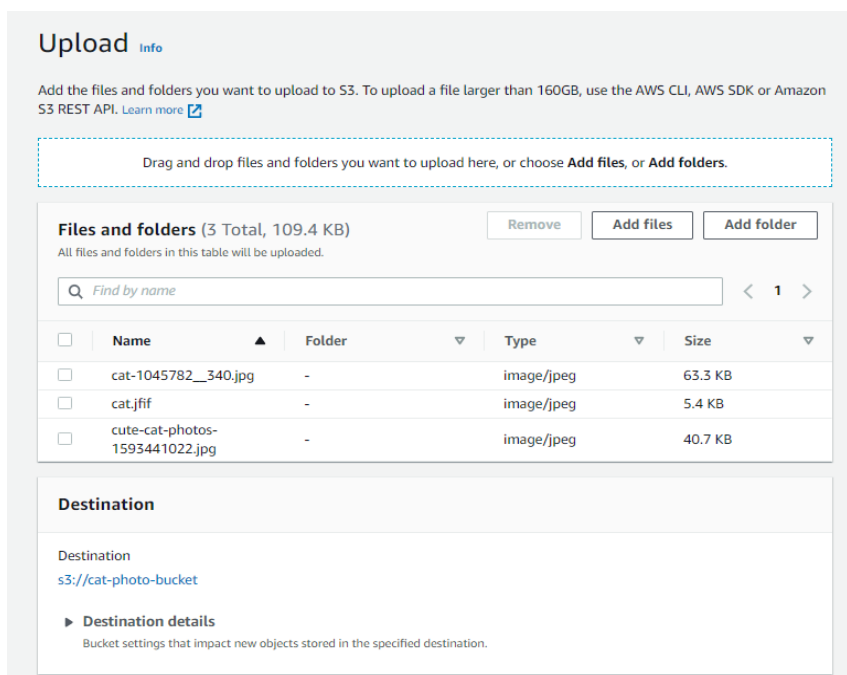 Upload Info
Add the files and folders you want to upload to S3. To upload a file larger than 160GB, use the AWS CLI, AWS SDK or Amazon
S3 REST API. Learn more
Drag and drop files and folders you want to upload here, or choose Add files, or Add folders.
Files and folders (3 Total, 109.4 KB)
Remove
Add files
Add folder
All files and folders in this table will be uploaded.
Find by name
1
Name Folder Type Size
cat-1045782__340.jpg - image/jpeg 63.3 KB
cat.jfif - image/jpeg 5.4 KB
cute-cat-photos-
1593441022.jpg - image/jpeg 40.7 KB
Destination
Destination
s3://cat-photo-bucket
Destination details
Bucket settings that impact new objects stored in the specified destination.